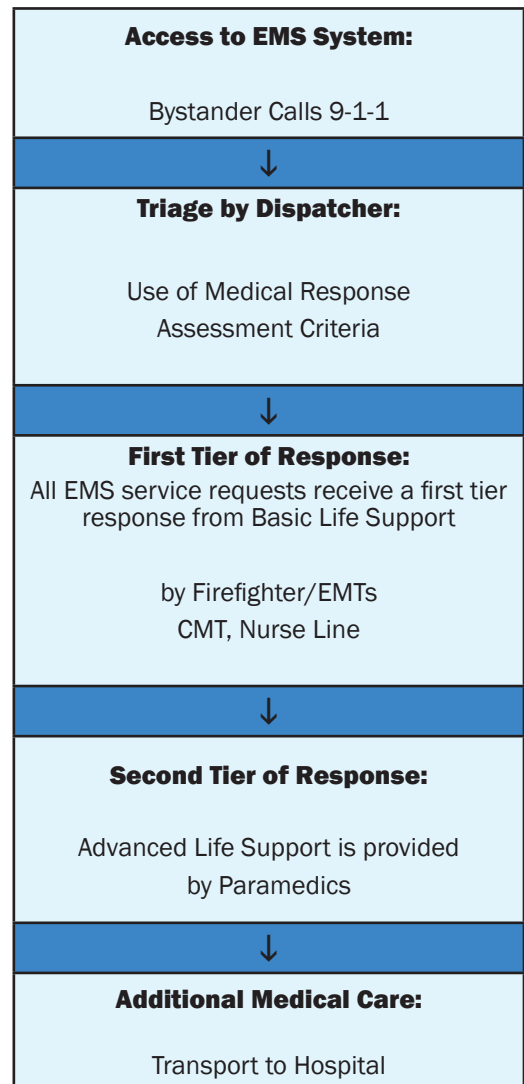 Access to EMS System:
Bystander Calls 9-1-1
↓
Triage by Dispatcher:
Use of Medical Response
Assessment Criteria
↓
First Tier of Response:
All EMS service requests receive a first tier
response from Basic Life Support
by Firefighter/EMTs
CMT, Nurse Line
↓
Second Tier of Response:
Advanced Life Support is provided
by Paramedics
↓
Additional Medical Care:
Transport to Hospital